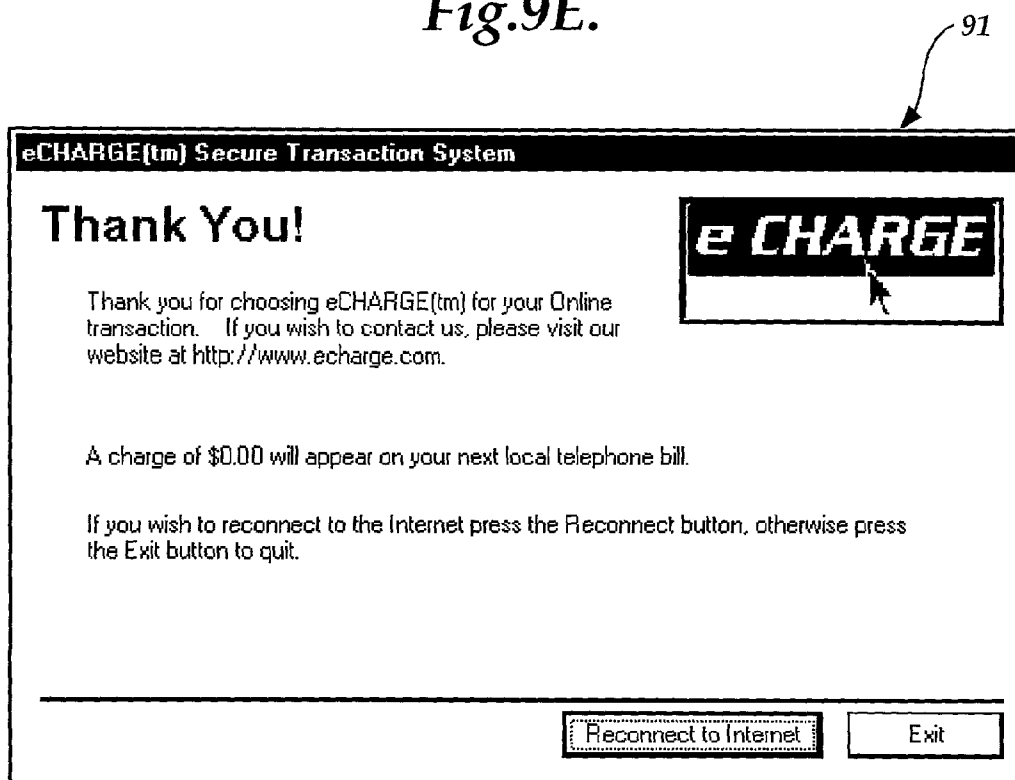 Fig.9E.
91
eCHARGE(tm) Secure Transaction System
Thank You!
e CHARGE
Thank you for choosing eCHARGE(tm) for your Online
transaction. If you wish to contact us, please visit our
website at http://www.echarge.com.
A charge of $0.00 will appear on your next local telephone bill.
If you wish to reconnect to the Internet press the Reconnect button, otherwise press
the Exit button to quit.
Reconnect to Internet
Exit